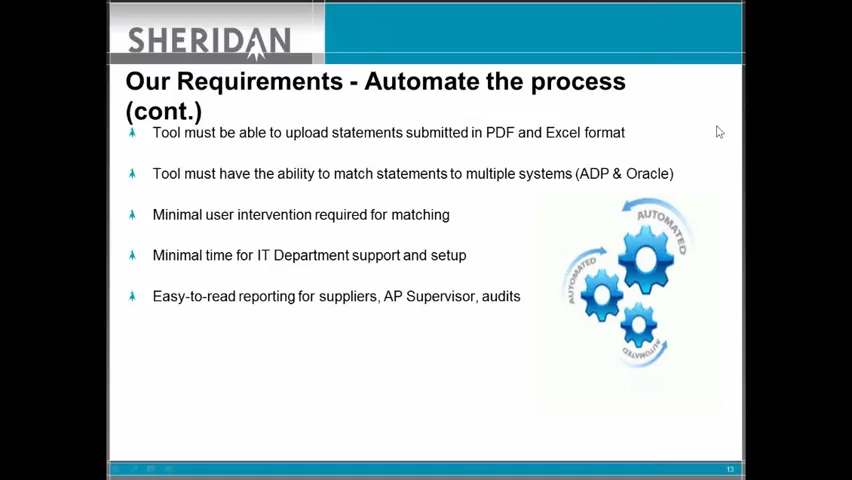 SHERIDAN
Our Requirements - Automate the process
(cont.)
Tool must be able to upload statements submitted in PDF and Excel format
Tool must have the ability to match statements to multiple systems (ADP & Oracle)
Minimal user intervention required for matching
Minimal time for IT Department support and setup
Easy-to-read reporting for suppliers, AP Supervisor, audits
AUTOMATED
AUTOMATED
AUTOMATED
13